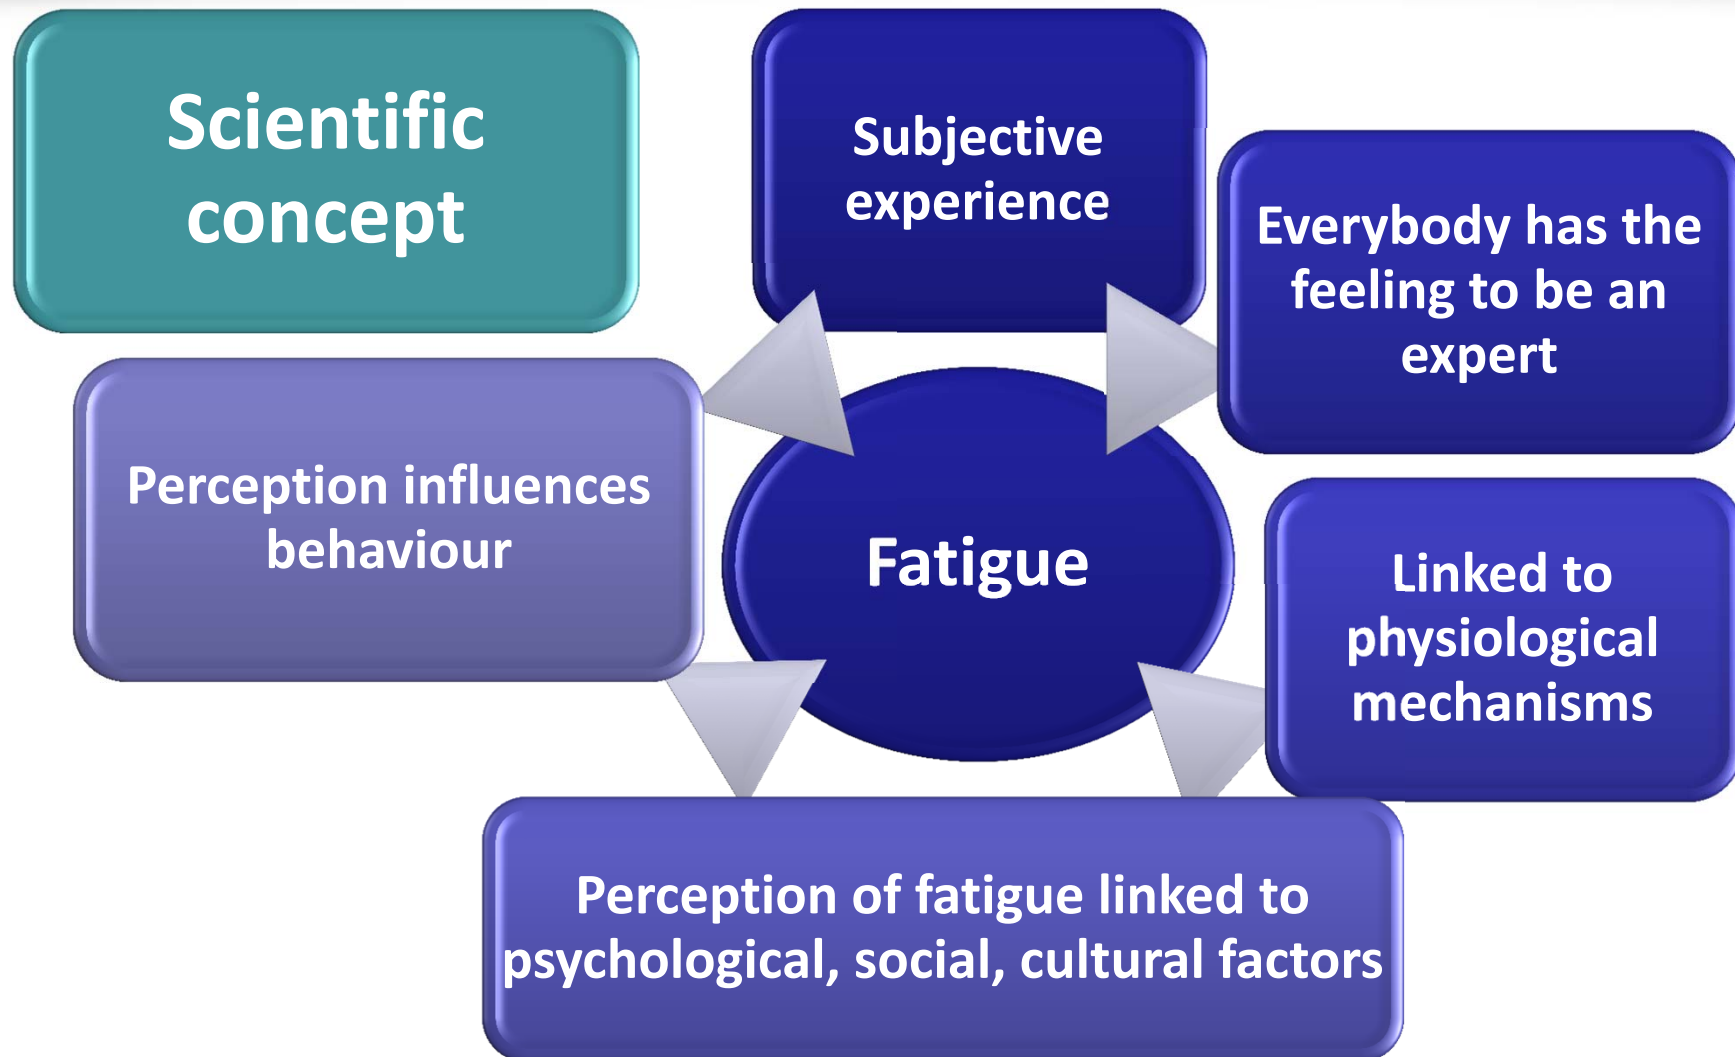 Scientific
concept
Subjective
experience
Everybody has the
feeling to be an
expert
Perception influences
behaviour
Fatigue
Linked to
physiological
mechanisms
Perception of fatigue linked to
psychological, social, cultural factors